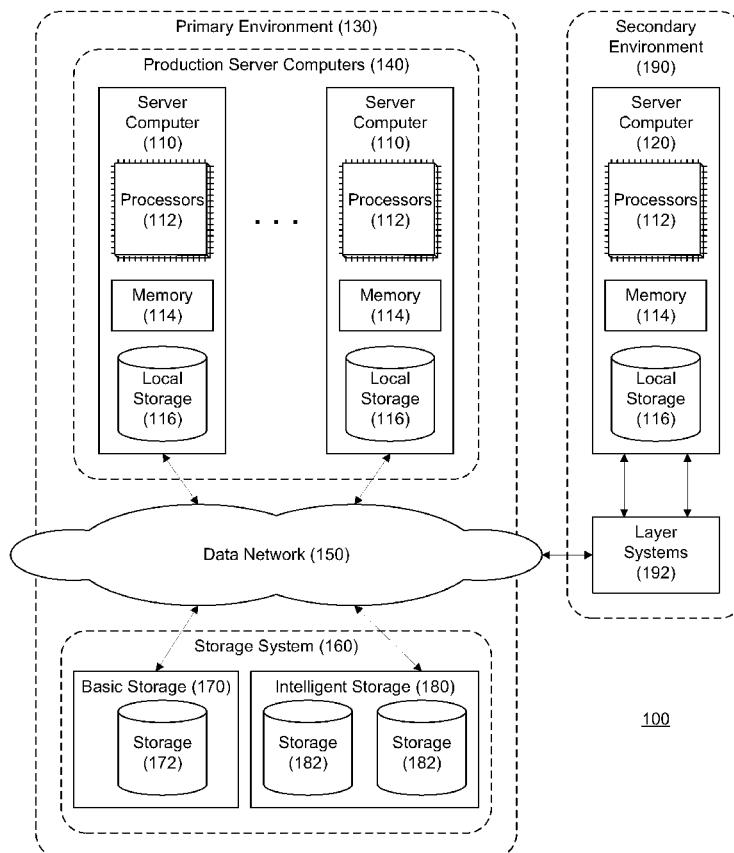 Primary Environment (130)
Production Server Computers (140)
Server
Computer
(110)
Processors
(112)
Memory
(114)
Local
Storage
(116)
. . .
Server
Computer
(110)
Processors
(112)
Memory
(114)
Local
Storage
(116)
Secondary
Environment
(190)
Server
Computer
(120)
Processors
(112)
Memory
(114)
Local
Storage
(116)
Data Network (150)
Layer
Systems
(192)
Storage System (160)
Basic Storage (170)
Storage
(172)
Intelligent Storage (180)
Storage
(182)
Storage
(182)
100